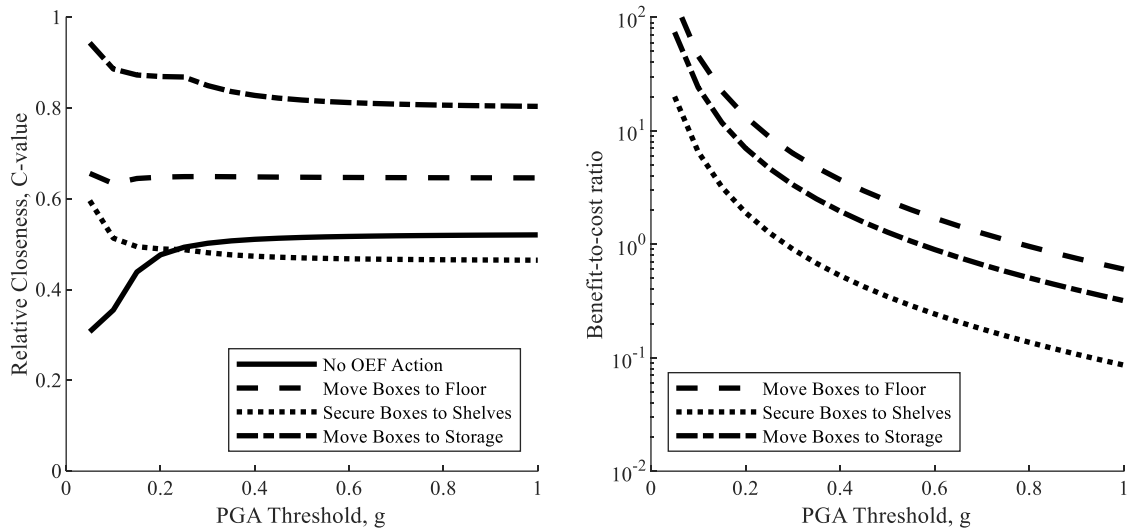 Relative Closeness, C-value
1
0.8
0.6
0.4
0.2
0
No OEF Action
Move Boxes to Floor
Secure Boxes to Shelves
Move Boxes to Storage
0 0.2 0.4 0.6 0.8 1
PGA Threshold, g
Benefit-to-cost ratio
10^2
10^1
10^0
10^-1
10^-2
Move Boxes to Floor
Secure Boxes to Shelves
Move Boxes to Storage
0 0.2 0.4 0.6 0.8 1
PGA Threshold, g